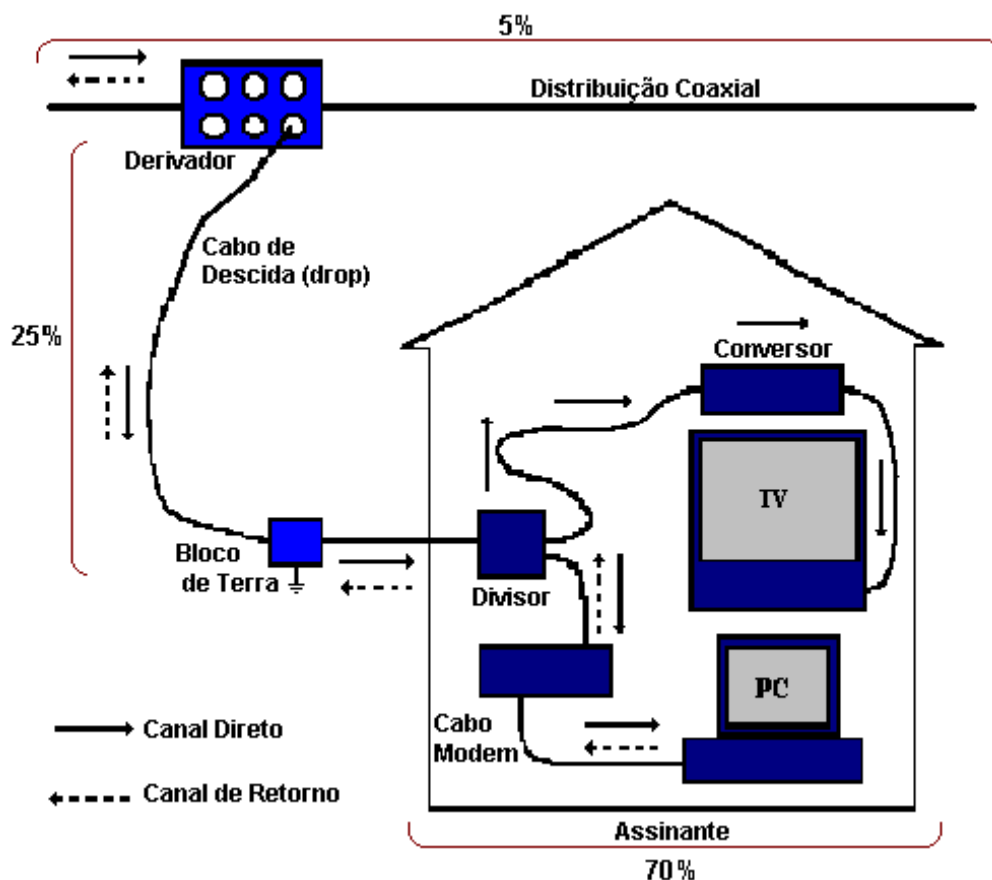 5%
Distribuição Coaxial
Derivador
Cabo de
Descida (drop)
25%
Conversor
TV
Bloco
de Terra
Divisor
PC
Cabo
Modem
Canal Direto
Canal de Retorno
Assinante
70%